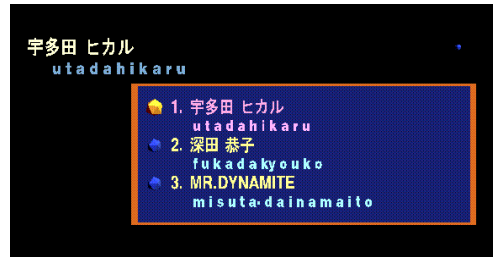 宇多田 ヒカル
utadahikaru
1. 宇多田 ヒカル
utadahikaru
2. 深田 恭子
fukadakyouko
3. MR.DYNAMITE
misuta·dainamaito